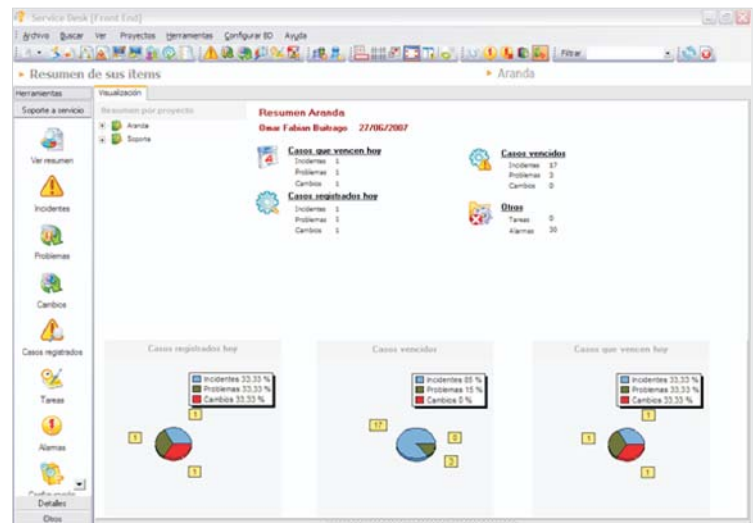 Service Desk [Front End]
Archivo Buscar Ver Proyectos Herramientas Configurar BD Ayuda
Filtrar
Resumen de sus items
Aranda
Herramientas
Visualización
Soporte a servicio
Resumen por proyecto
Aranda
Soporte
Ver resumen
Incidentes
Problemas
Cambios
Casos registrados
Tareas
Alarmas
Detalles
Otros
Resumen Aranda
Omar Fabian Buitrago 27/06/2007
Casos que vencen hoy
Incidentes 1
Problemas 1
Cambios 1
Casos registrados hoy
Incidentes 1
Problemas 1
Cambios 1
Casos vencidos
Incidentes 17
Problemas 3
Cambios 0
Otros
Tareas 0
Alarmas 30
Casos registrados hoy
Incidentes 33,33 %
Problemas 33,33 %
Cambios 33,33 %
1
1
1
Casos vencidos
Incidentes 85 %
Problemas 15 %
Cambios 0 %
17
0
3
Casos que vencen hoy
Incidentes 33,33 %
Problemas 33,33 %
Cambios 33,33 %
1
1
1